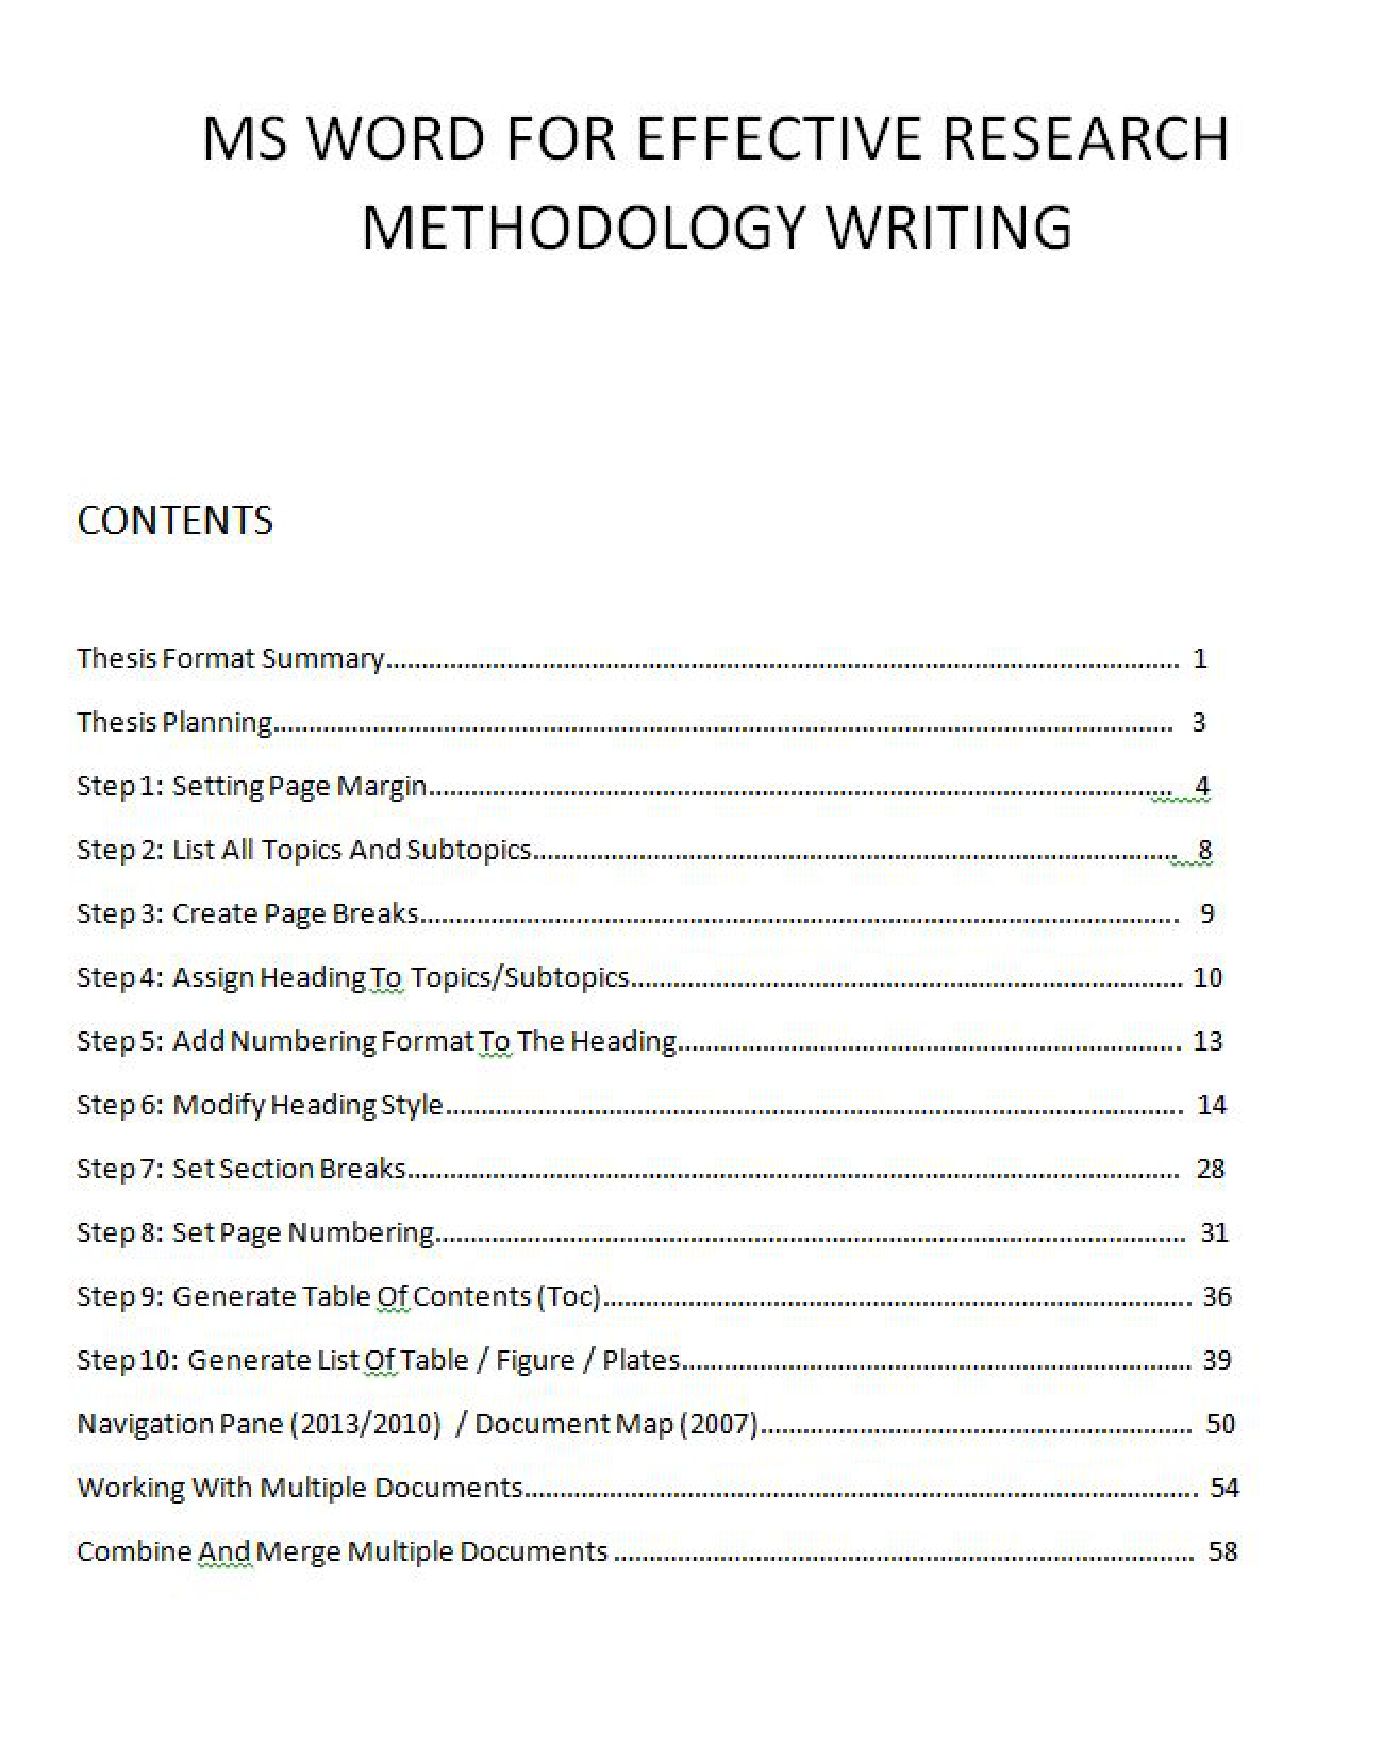 MS WORD FOR EFFECTIVE RESEARCH
METHODOLOGY WRITING
CONTENTS
Thesis Format Summary........................................................................................................ 1
Thesis Planning........................................................................................................ 3
Step 1: Setting Page Margin........................................................................................................ 4
Step 2: List All Topics And Subtopics........................................................................................ 8
Step 3: Create Page Breaks........................................................................................................ 9
Step 4: Assign Heading To Topics/Subtopics................................................................................ 10
Step 5: Add Numbering Format To The Heading........................................................................ 13
Step 6: Modify Heading Style........................................................................................................ 14
Step 7: Set Section Breaks........................................................................................................ 28
Step 8: Set Page Numbering........................................................................................................ 31
Step 9: Generate Table Of Contents (Toc)................................................................................ 36
Step 10: Generate List Of Table / Figure / Plates........................................................................ 39
Navigation Pane (2013/2010) / Document Map (2007)............................................................ 50
Working With Multiple Documents................................................................................................ 54
Combine And Merge Multiple Documents ................................................................................ 58